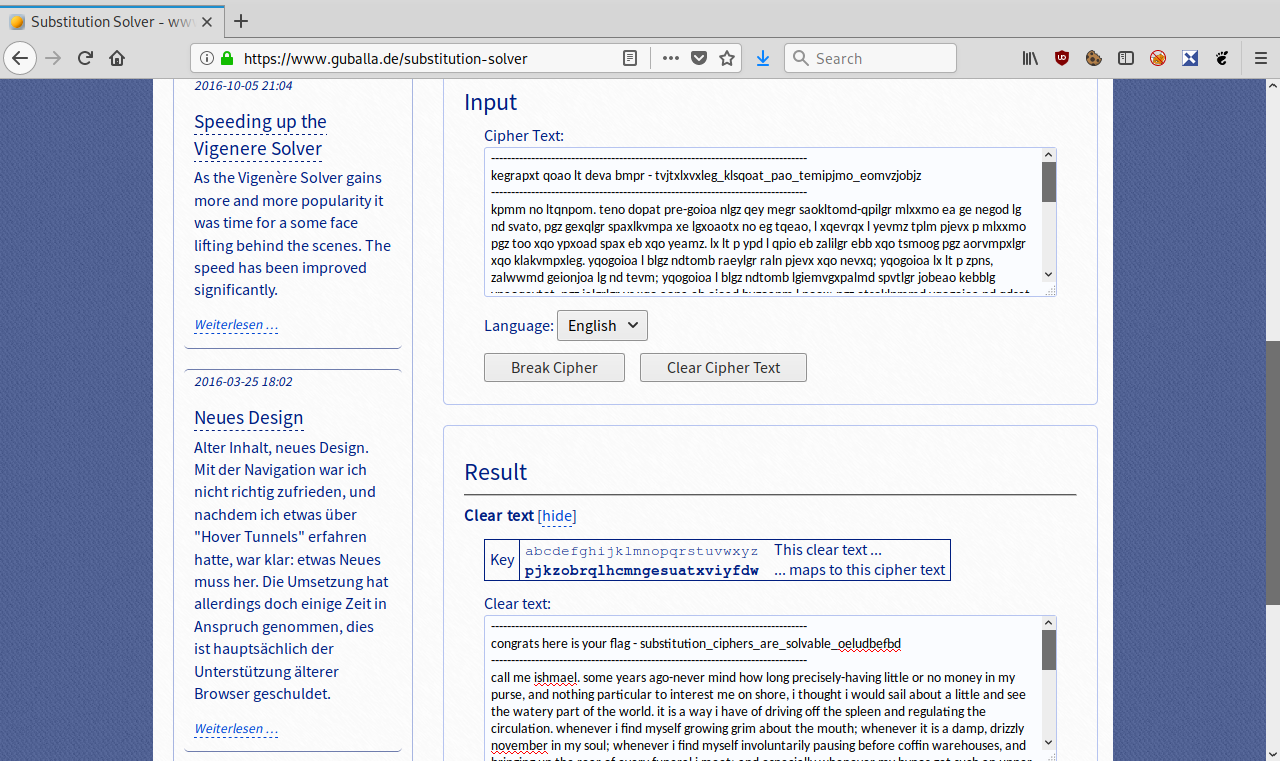 Substitution Solver - www
https://www.guballa.de/substitution-solver
Search
2016-10-05 21:04
Speeding up the
Vigenere Solver
As the Vigenère Solver gains
more and more popularity it
was time for a some face
lifting behind the scenes. The
speed has been improved
significantly.
Weiterlesen …
2016-03-25 18:02
Neues Design
Alter Inhalt, neues Design.
Mit der Navigation war ich
nicht richtig zufrieden, und
nachdem ich etwas über
"Hover Tunnels" erfahren
hatte, war klar: etwas Neues
muss her. Die Umsetzung hat
allerdings doch einige Zeit in
Anspruch genommen, dies
ist hauptsächlich der
Unterstützung älterer
Browser geschuldet.
Weiterlesen …
Input
Cipher Text:
-------------------------------------------------------------------------------
kegrapxt qoao lt deva bmpr - tvjtxlxvxleg_klsqoat_pao_temipjmo_eomvzjobjz
-------------------------------------------------------------------------------
kpmm no ltqnpom. teno dopat pre-goioa nlgz qey megr saokltomd-qpilgr mlxxmo ea ge negod lg
nd svato, pgz gexqlgr spaxlkvmpa xe lgxoaotx no eg tqeao, l xqevrqx l yevmz tplm pjevx p mlxxmo
pgz too xqo ypxoad spax eb xqo yeamz. lx lt p ypd l qpio eb zalilgr ebb xqo tsmoog pgz aorvmpxlgr
xqo klakvmpxleg. yqogoioa l blgz ndtomb raeylgr raln pjevx xqo nevxq; yqogoioa lx lt p zpns,
zalwwmd geionjoa lg nd tevm; yqogoioa l blgz ndtomb lgiemvgxpalmd spvtlgr jobeao kebblg
Language: English
Break Cipher
Clear Cipher Text
Result
Clear text [hide]
Key abcdefghijklmnopqrstuvwxyz This clear text ...
pjkzobrqlhcmngesuatxviyfdw ... maps to this cipher text
Clear text:
-------------------------------------------------------------------------------
congrats here is your flag - substitution_ciphers_are_solvable_oeludbefbd
-------------------------------------------------------------------------------
call me ishmael. some years ago-never mind how long precisely-having little or no money in my
purse, and nothing particular to interest me on shore, i thought i would sail about a little and see
the watery part of the world. it is a way i have of driving off the spleen and regulating the
circulation. whenever i find myself growing grim about the mouth; whenever it is a damp, drizzly
november in my soul; whenever i find myself involuntarily pausing before coffin warehouses, and